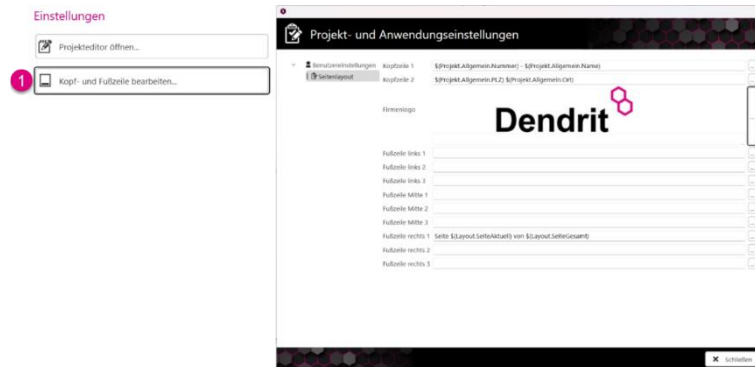 Einstellungen
Projekteditor öffnen...
1
Kopf- und Fußzeile bearbeiten...
Projekt- und Anwendungseinstellungen
Benutzereinstellungen
Seitenlayout
Kopfzeile 1 $(Projekt.Allgemein.Nummer) - $(Projekt.Allgemein.Name)
Kopfzeile 2 $(Projekt.Allgemein.PLZ) $(Projekt.Allgemein.Ort)
Firmenlogo
Dendrit
Fußzeile links 1
Fußzeile links 2
Fußzeile links 3
Fußzeile Mitte 1
Fußzeile Mitte 2
Fußzeile Mitte 3
Fußzeile rechts 1 Seite $(Layout.SeiteAktuell) von $(Layout.SeiteGesamt)
Fußzeile rechts 2
Fußzeile rechts 3
Schließen